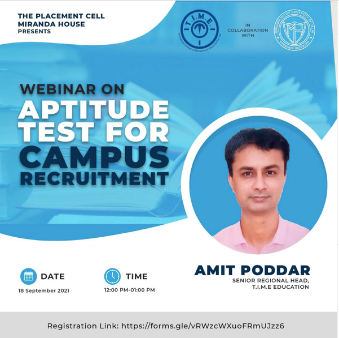 THE PLACEMENT CELL
MIRANDA HOUSE
PRESENTS
T.I.M.E
IN
COLLABORATION
WITH
WEBINAR ON
APTITUDE
TEST FOR
CAMPUS
RECRUITMENT
AMIT PODDAR
SENIOR REGIONAL HEAD,
T.I.M.E EDUCATION
DATE
18 September 2021
TIME
12:00 PM-01:00 PM
Registration Link: https://forms.gle/vRWzcWXuoFRmUJzz6